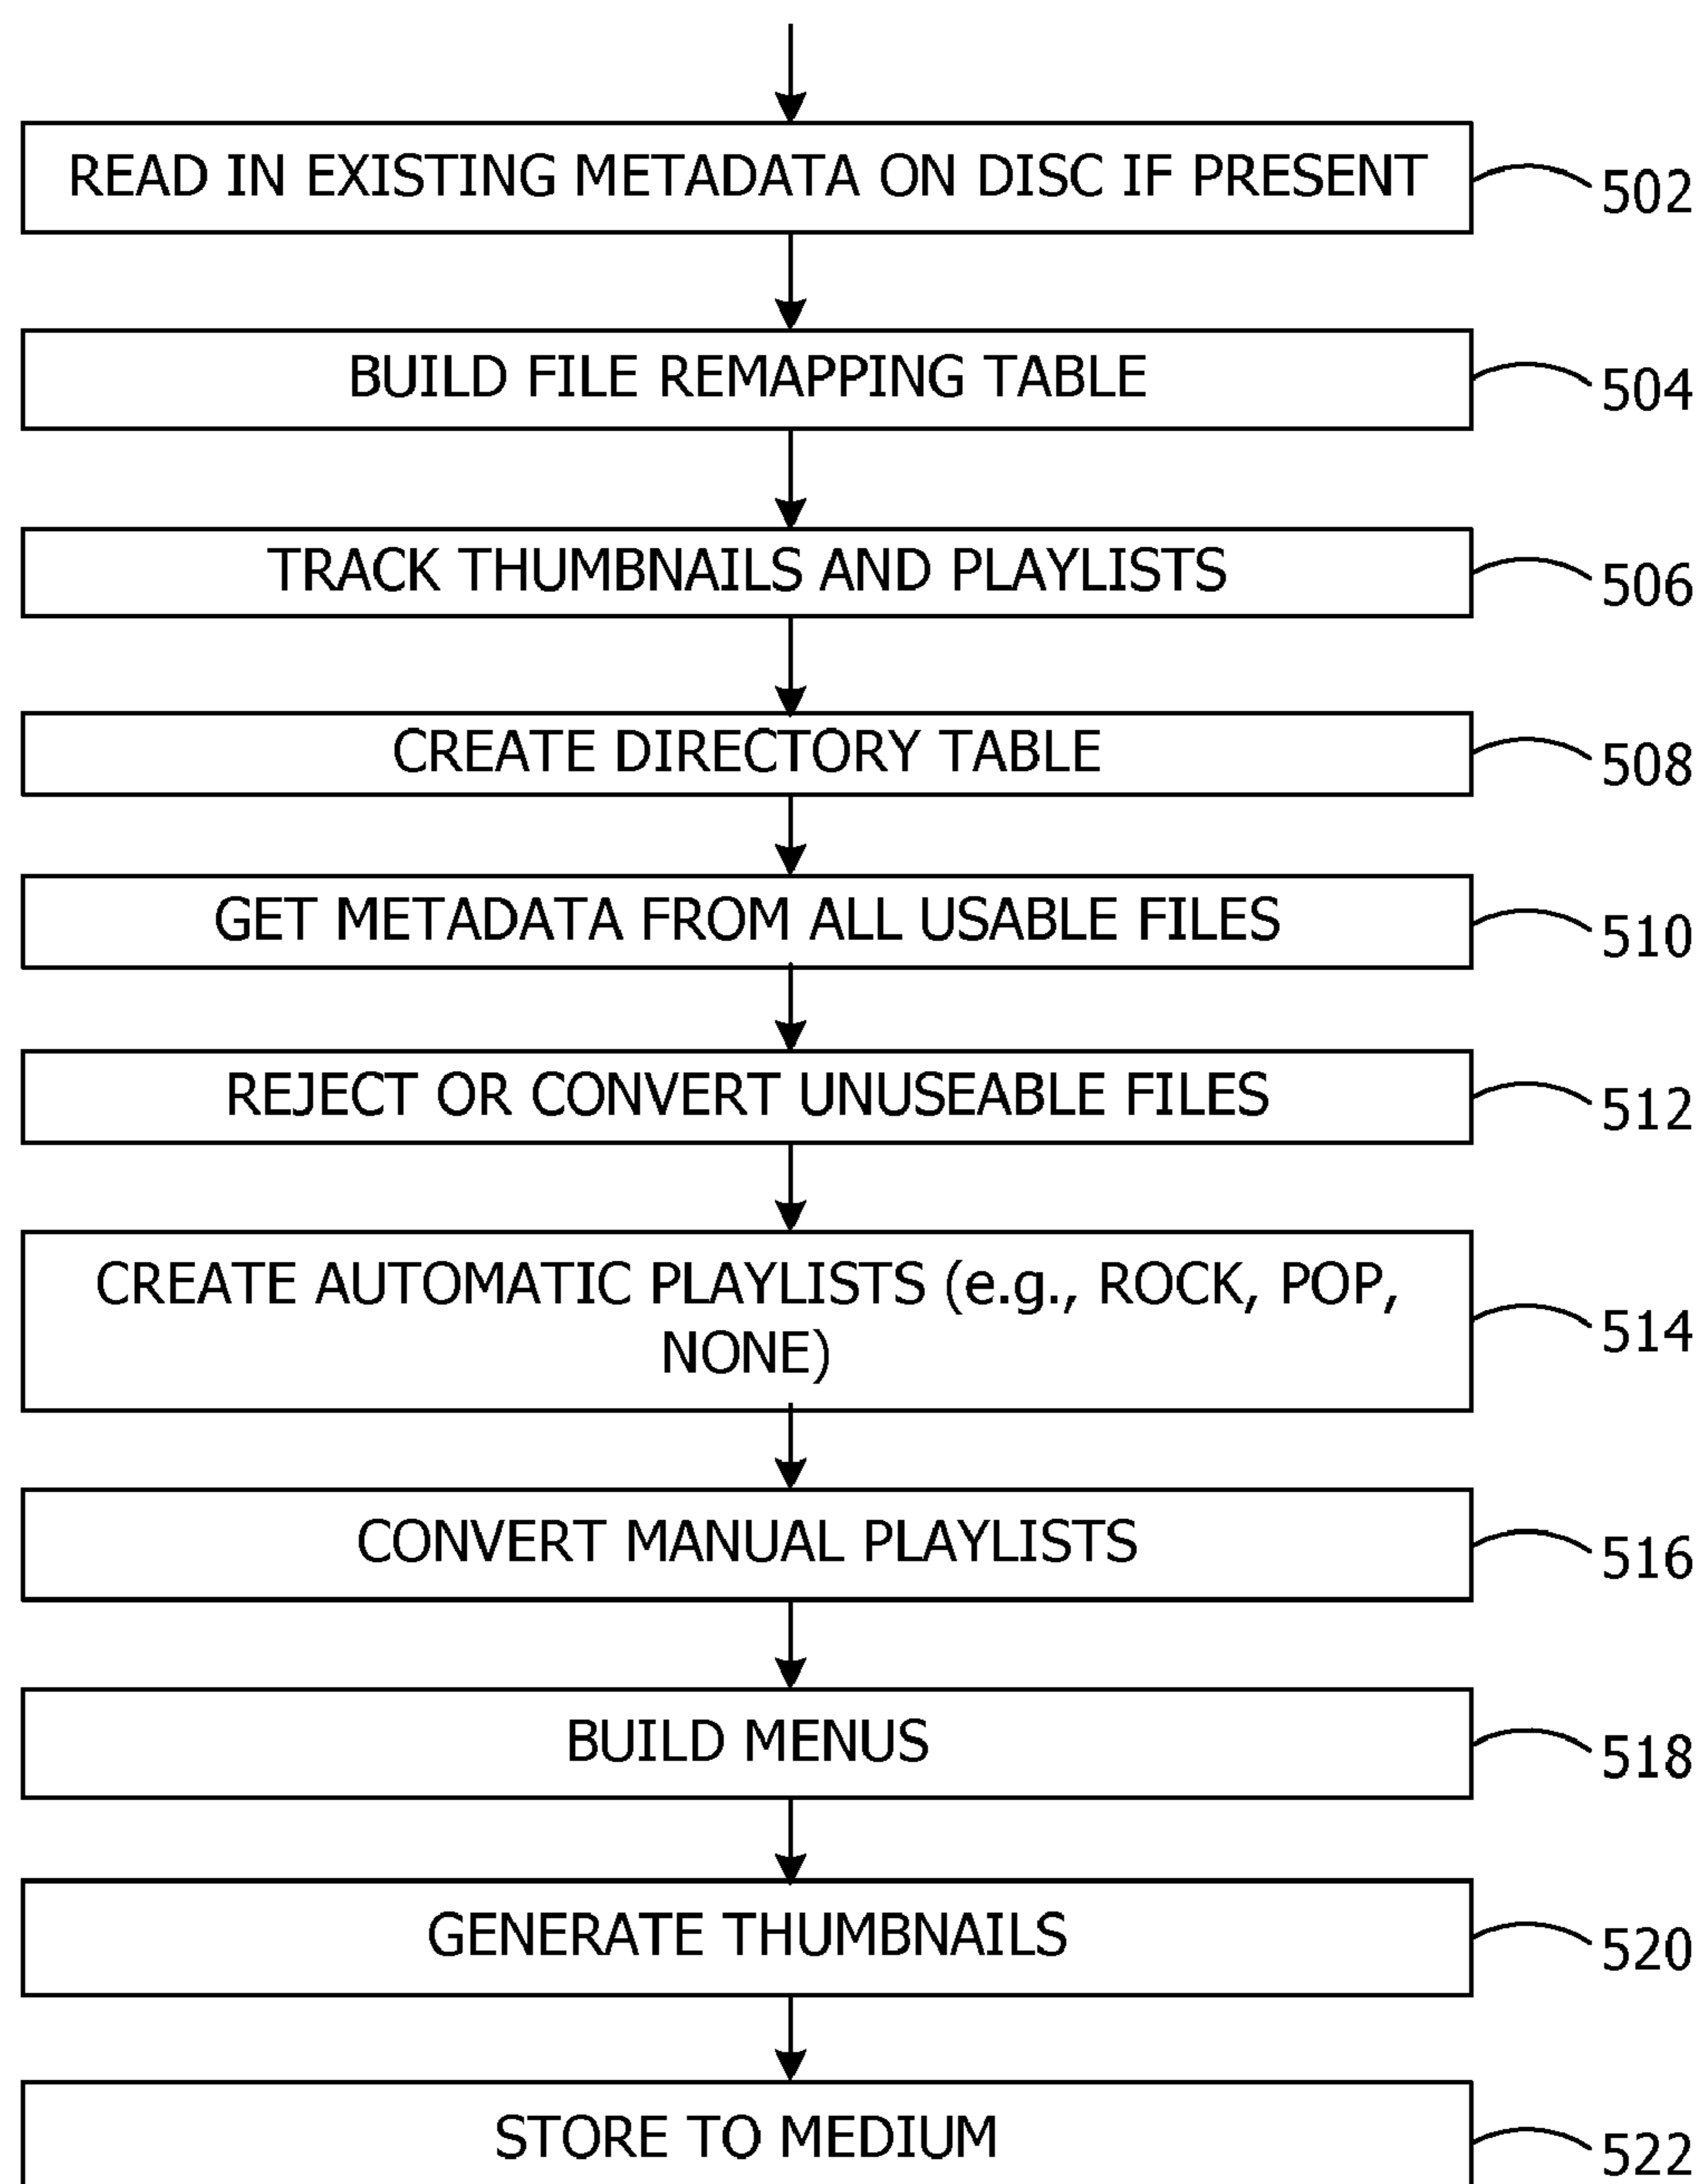 READ IN EXISTING METADATA ON DISC IF PRESENT
502
BUILD FILE REMAPPING TABLE
504
TRACK THUMBNAILS AND PLAYLISTS
506
CREATE DIRECTORY TABLE
508
GET METADATA FROM ALL USABLE FILES
510
REJECT OR CONVERT UNUSEABLE FILES
512
CREATE AUTOMATIC PLAYLISTS (e.g., ROCK, POP,
NONE)
514
CONVERT MANUAL PLAYLISTS
516
BUILD MENUS
518
GENERATE THUMBNAILS
520
STORE TO MEDIUM
522